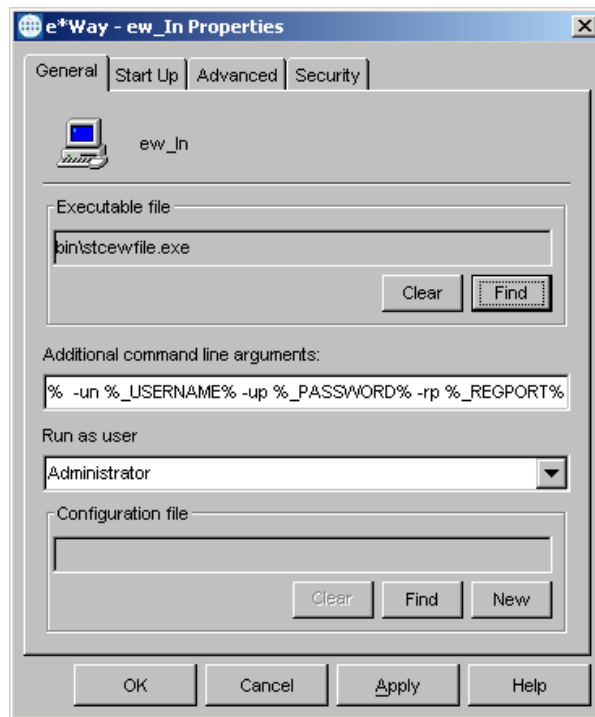 e*Way - ew_In Properties
General Start Up Advanced Security
ew_In
Executable file
bin\stcewfile.exe
Clear Find
Additional command line arguments:
% -un %_USERNAME% -up %_PASSWORD% -rp %_REGPORT%
Run as user
Administrator
Configuration file
Clear Find New
OK Cancel Apply Help